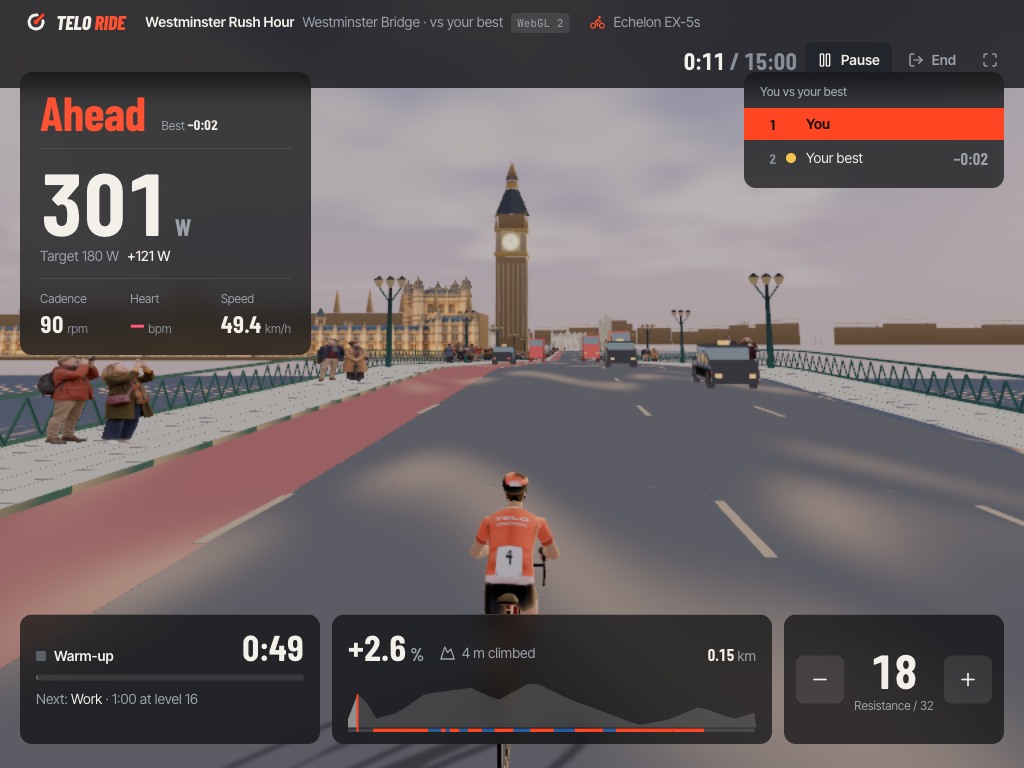 TELO RIDE Westminster Rush Hour Westminster Bridge · vs your best WebGL 2 Echelon EX-5s
0:11 / 15:00 Pause End
Ahead Best −0:02
301 W
Target 180 W +121 W
Cadence Heart Speed
90 rpm – bpm 49.4 km/h
You vs your best
1 You
2 Your best −0:02
TELO
4
Warm-up 0:49
Next: Work · 1:00 at level 16
+2.6 % 4 m climbed 0.15 km
− 18 +
Resistance / 32